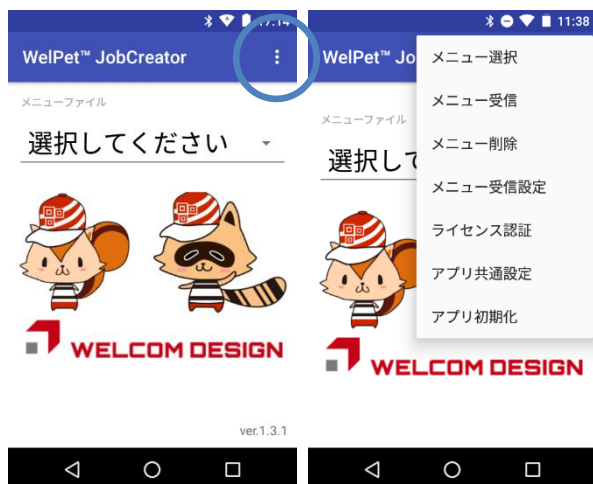 17:14
WelPet™ JobCreator
メニューファイル
選択してください
WELCOM DESIGN
ver.1.3.1
11:38
WelPet™ Jo
メニューファイル
選択して
メニュー選択
メニュー受信
メニュー削除
メニュー受信設定
ライセンス認証
アプリ共通設定
アプリ初期化
WELCOM DESIGN